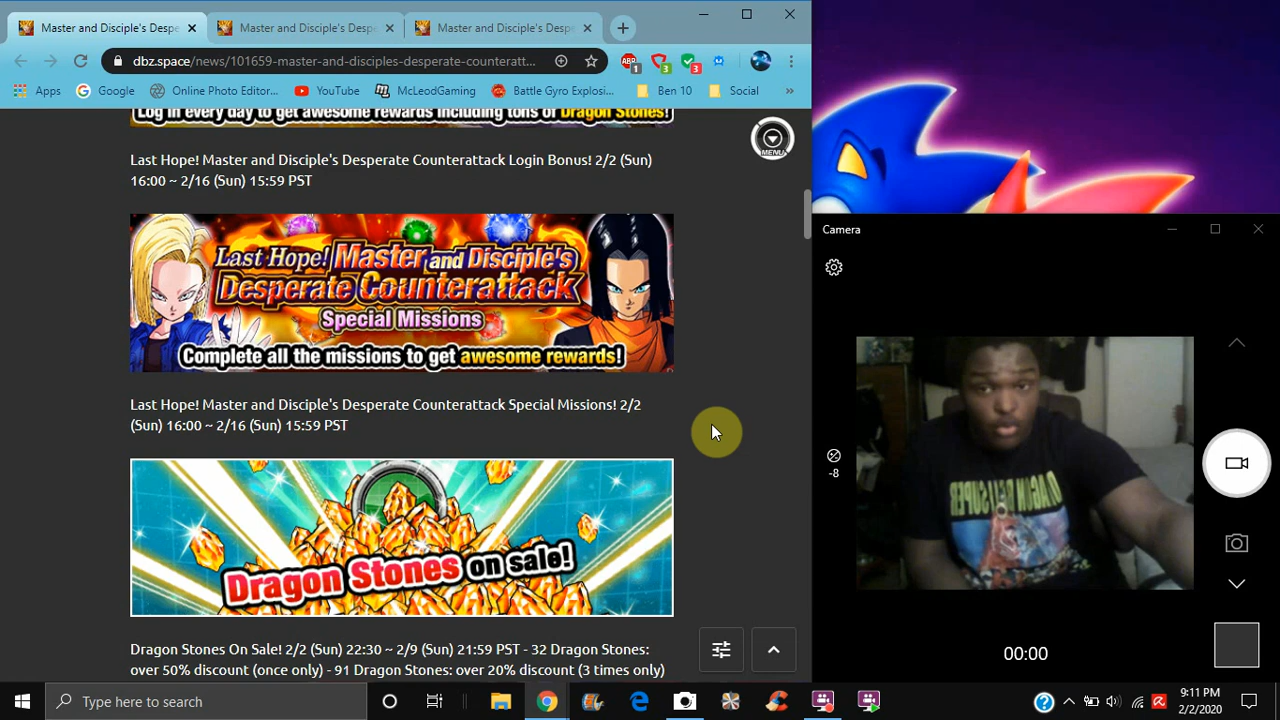 Master and Disciple's Despe
Master and Disciple's Despe
Master and Disciple's Despe
dbz.space/news/101659-master-and-disciples-desperate-counteratt...
1
3
3
Apps
Google
Online Photo Editor...
YouTube
McLeodGaming
Battle Gyro Explosi...
Ben 10
Social
»
Log in every day to get awesome rewards including tons of Dragon Stones!
MENU
Last Hope! Master and Disciple's Desperate Counterattack Login Bonus! 2/2 (Sun)
16:00 ~ 2/16 (Sun) 15:59 PST
Last Hope! Master and Disciple's
Desperate Counterattack
Special Missions
Complete all the missions to get awesome rewards!
Last Hope! Master and Disciple's Desperate Counterattack Special Missions! 2/2
(Sun) 16:00 ~ 2/16 (Sun) 15:59 PST
Dragon Stones on sale!
Dragon Stones On Sale! 2/2 (Sun) 22:30 ~ 2/9 (Sun) 21:59 PST - 32 Dragon Stones:
over 50% discount (once only) - 91 Dragon Stones: over 20% discount (3 times only)
Camera
-8
00:00
Type here to search
9:11 PM
2/2/2020